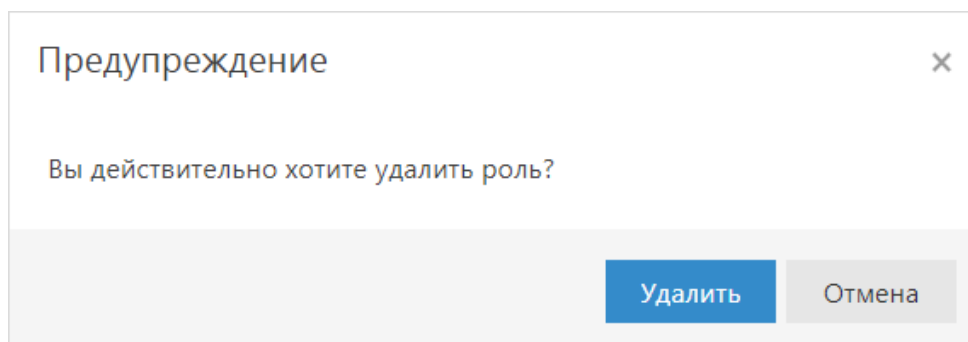 Предупреждение
Вы действительно хотите удалить роль?
Удалить Отмена